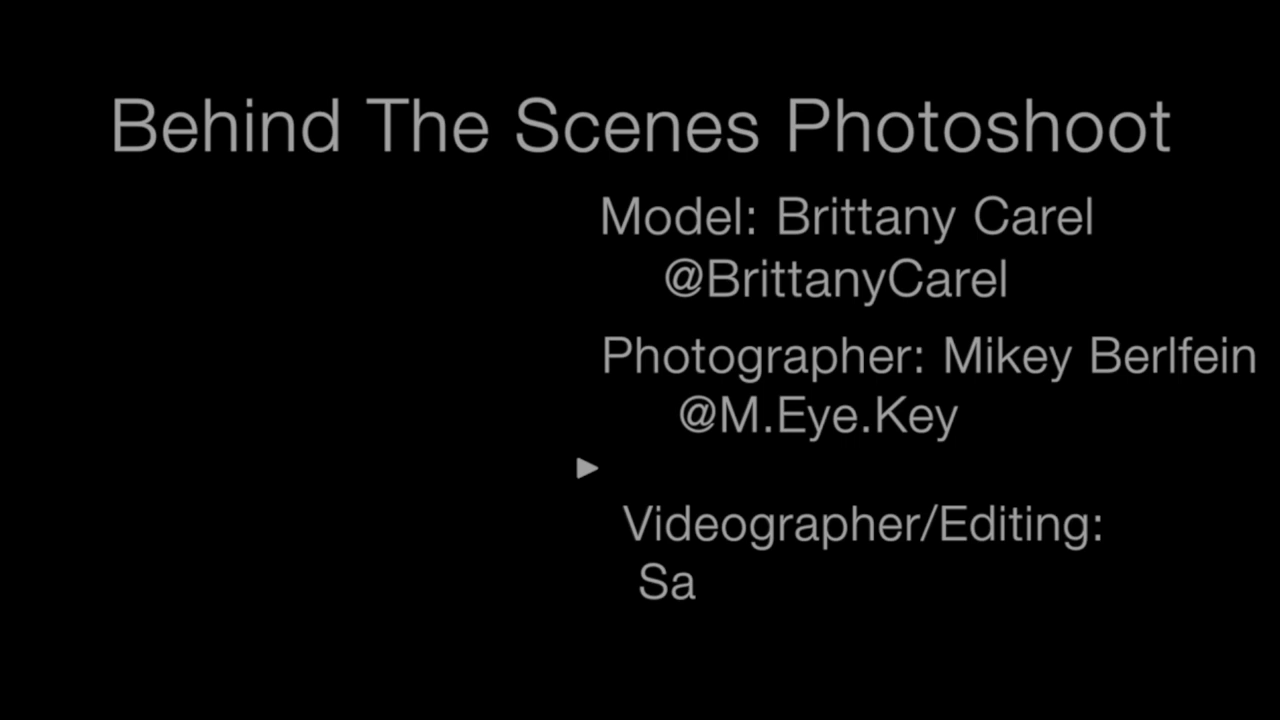 Behind The Scenes Photoshoot
Model: Brittany Carel
@BrittanyCarel
Photographer: Mikey Berlfein
@M.Eye.Key
Videographer/Editing:
Sa